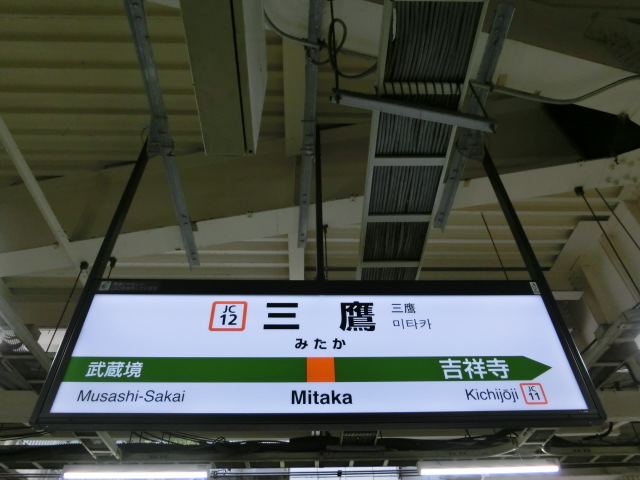 JC
12
三鷹
三鷹
미타카
みたか
武蔵境
吉祥寺
Musashi-Sakai
Mitaka
Kichijōji
JC
11